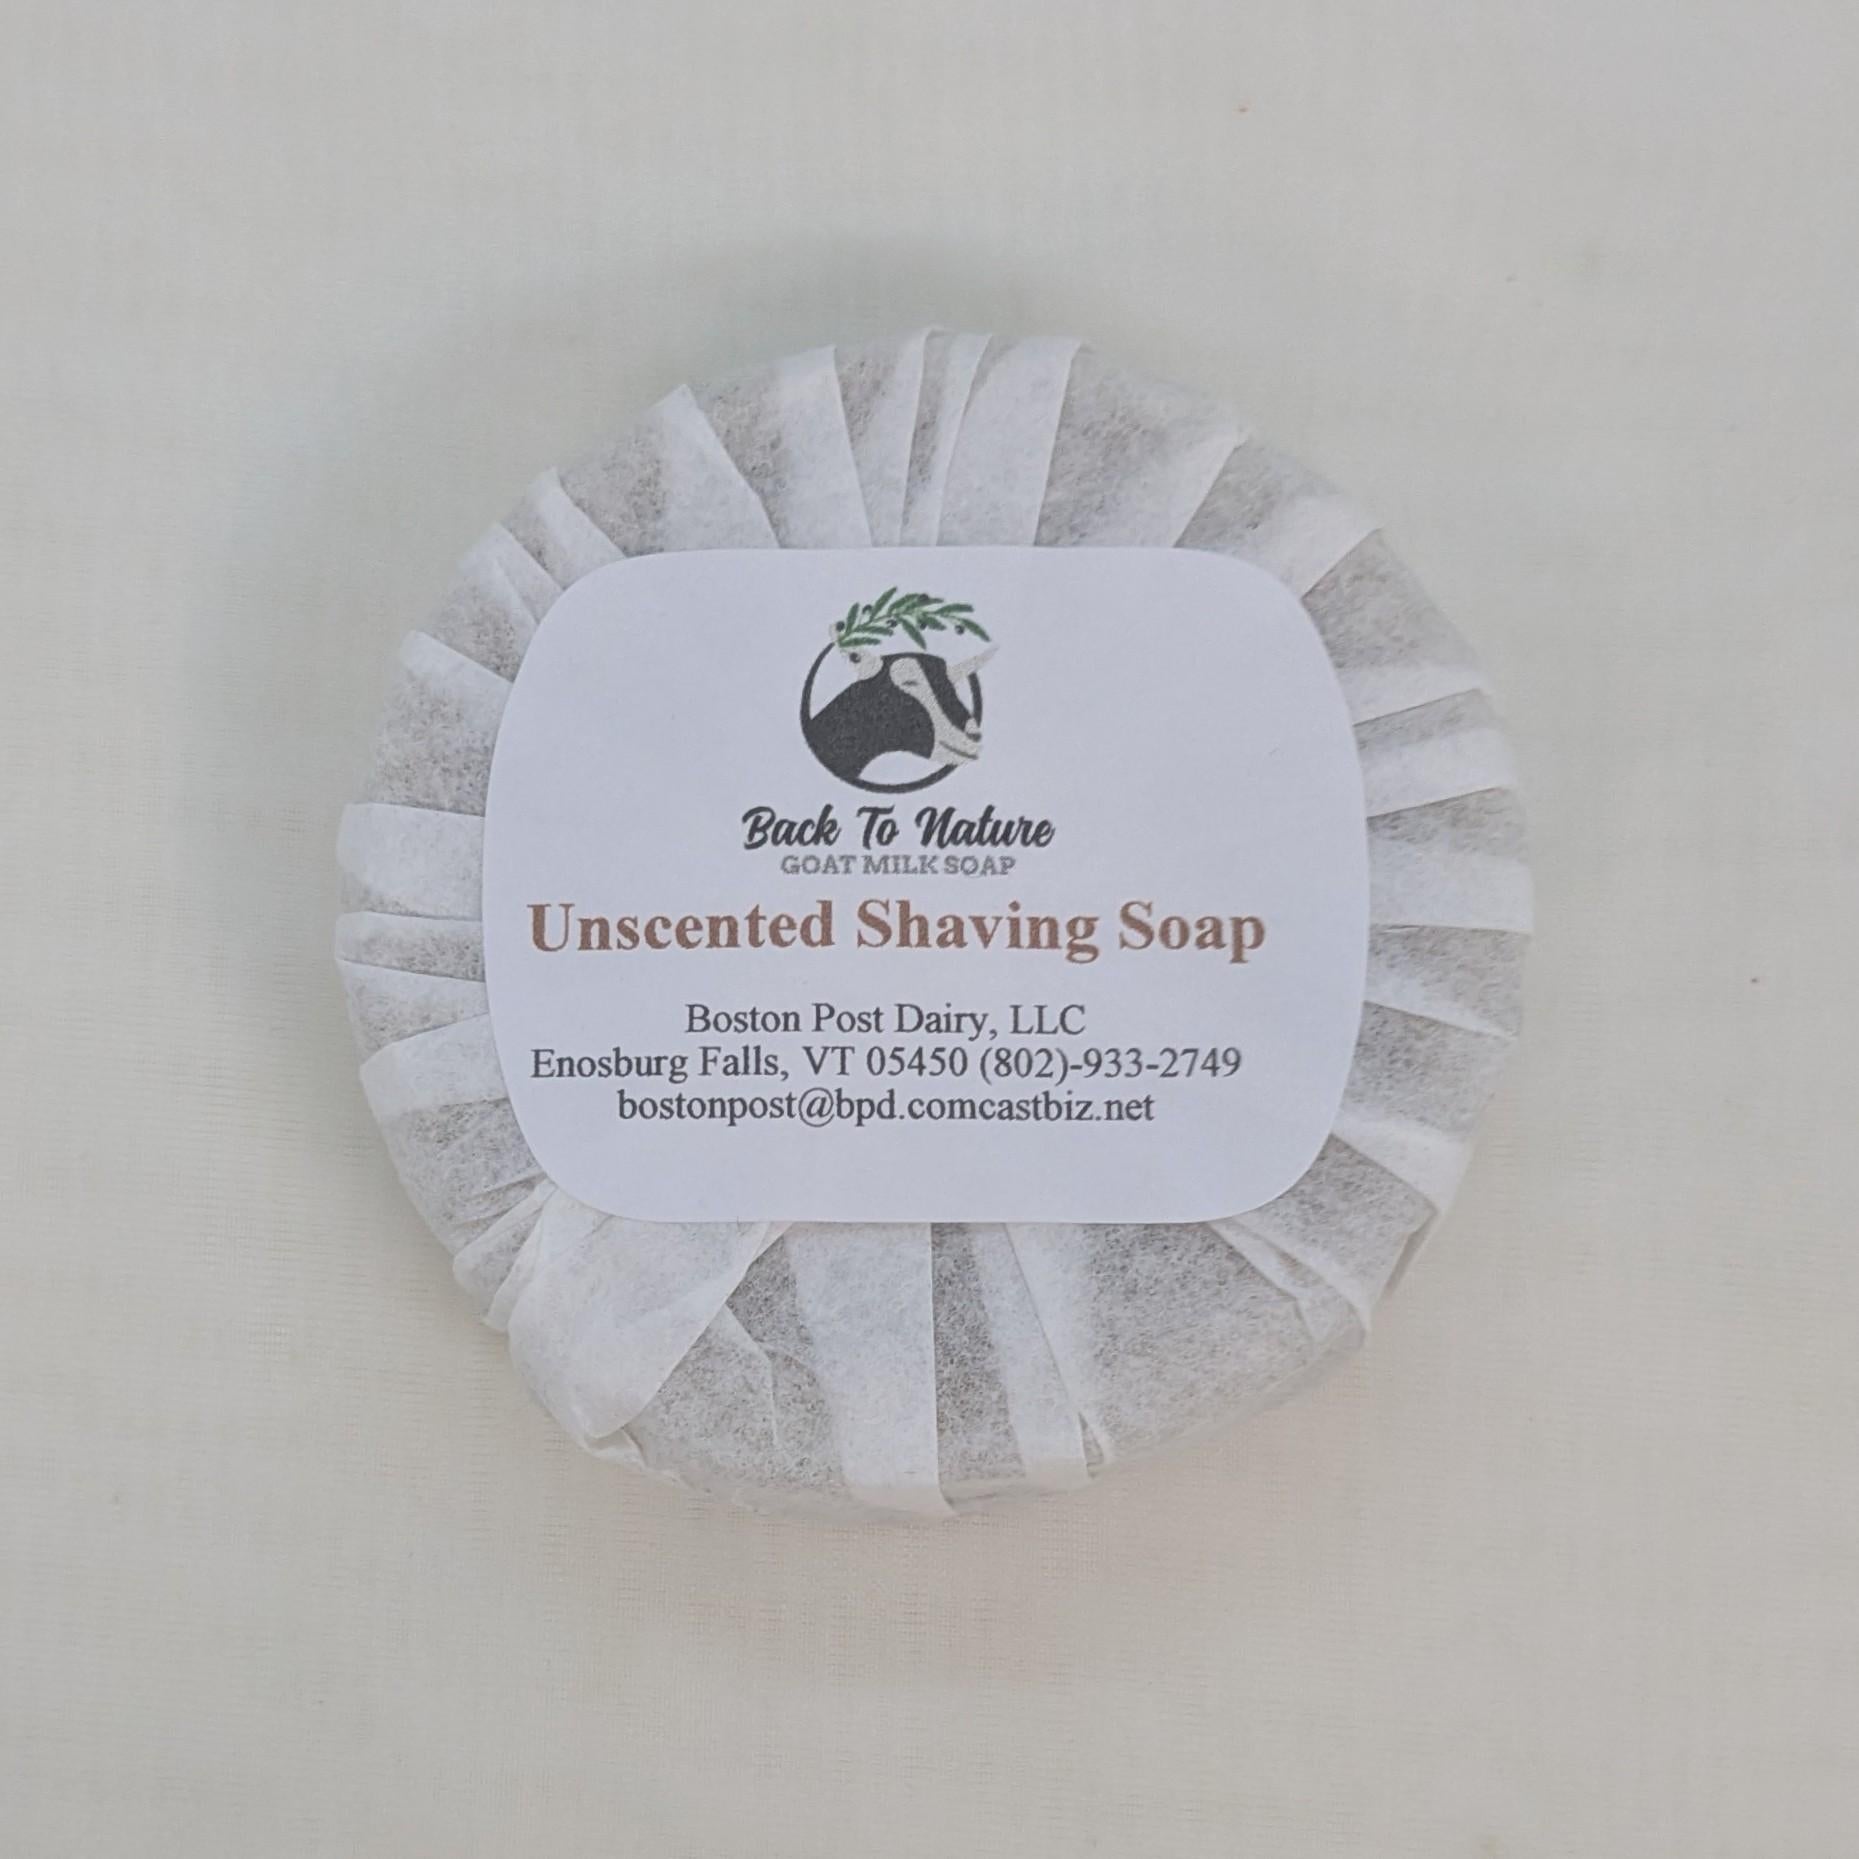 Back To Nature
GOAT MILK SOAP
Unscented Shaving Soap
Boston Post Dairy, LLC
Enosburg Falls, VT 05450 (802)-933-2749
bostonpost@bpd.comcastbiz.net